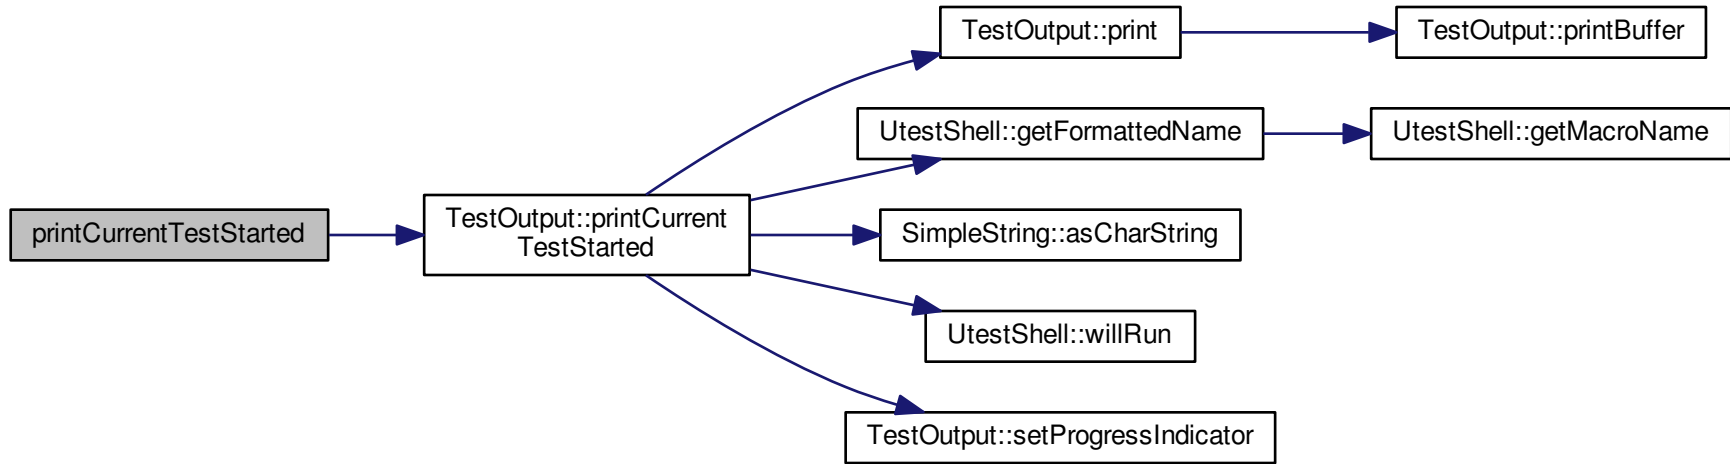 TestOutput::print
TestOutput::printBuffer
UtestShell::getFormattedName
UtestShell::getMacroName
printCurrentTestStarted
TestOutput::printCurrent
TestStarted
SimpleString::asCharString
UtestShell::willRun
TestOutput::setProgressIndicator